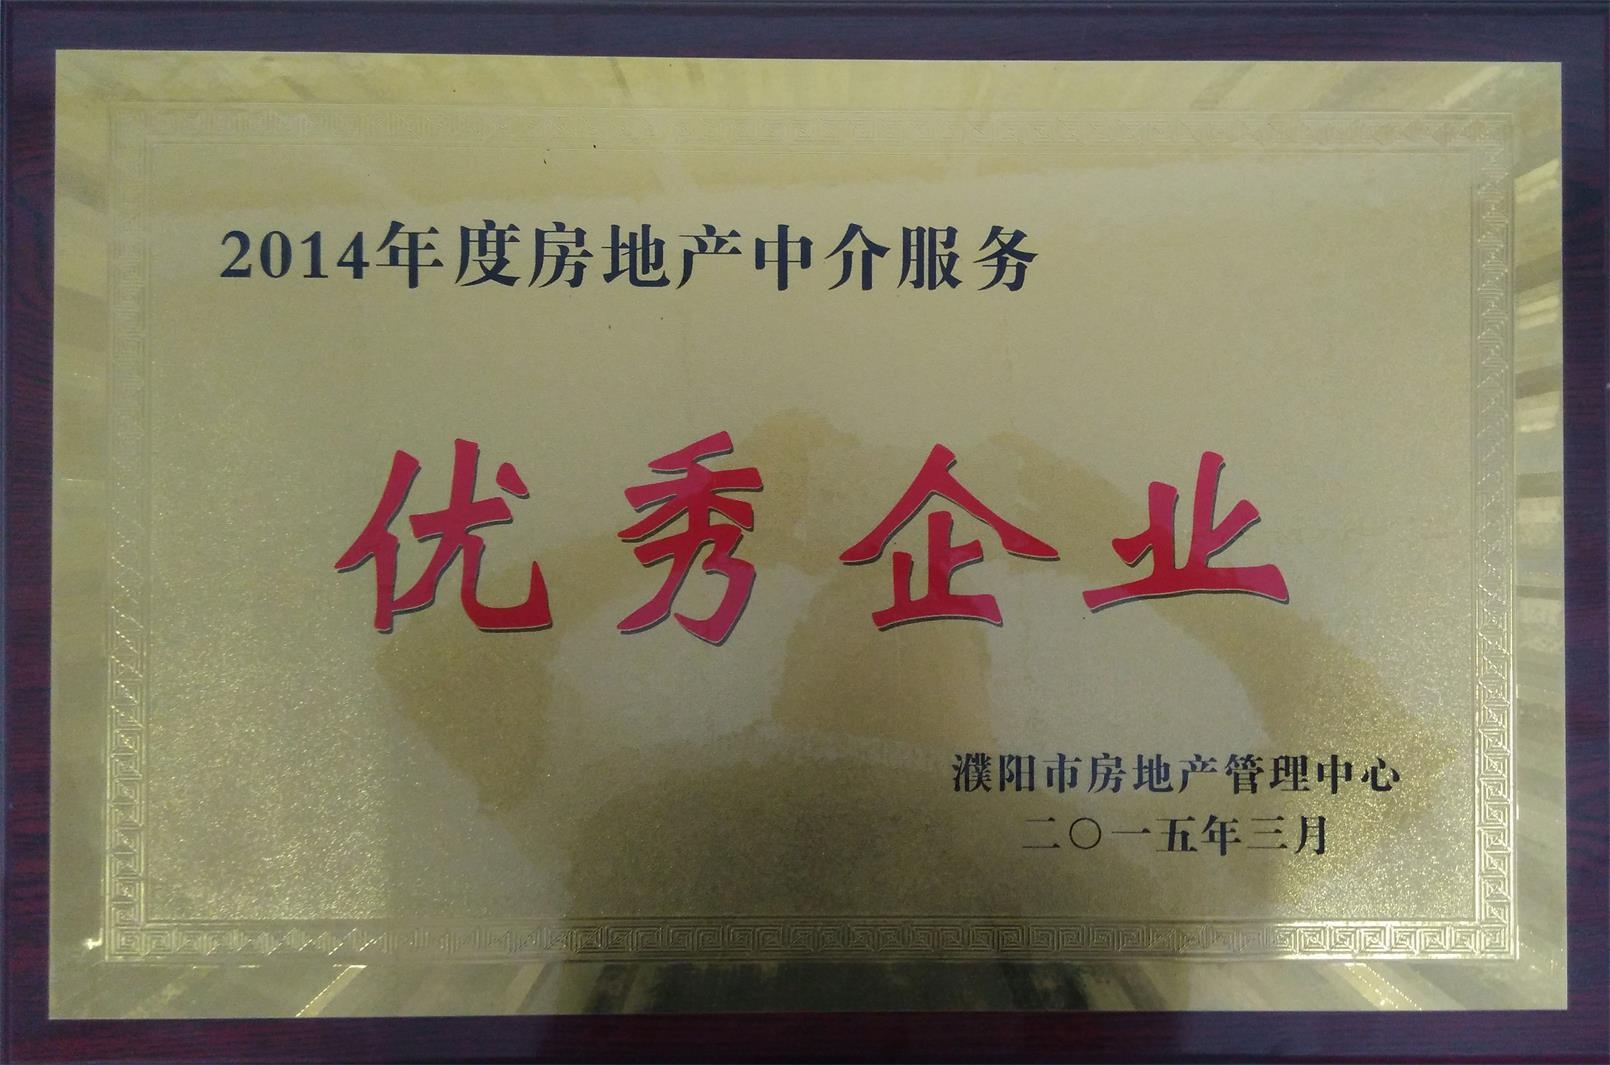 2014年度房地产中介服务
优秀企业
濮阳市房地产管理中心
二〇一五年三月